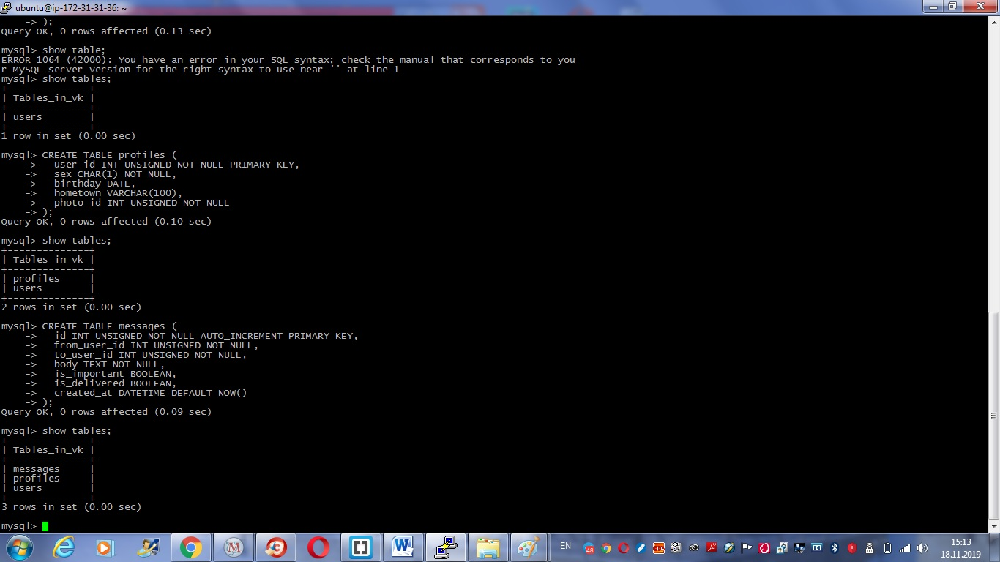 ubuntu@ip-172-31-31-36: ~
    -> );
Query OK, 0 rows affected (0.13 sec)
mysql> show table;
ERROR 1064 (42000): You have an error in your SQL syntax; check the manual that corresponds to you
r MySQL server version for the right syntax to use near '' at line 1
mysql> show tables;
+--------------+
| Tables_in_vk |
+--------------+
| users        |
+--------------+
1 row in set (0.00 sec)
mysql> CREATE TABLE profiles (
    ->   user_id INT UNSIGNED NOT NULL PRIMARY KEY,
    ->   sex CHAR(1) NOT NULL,
    ->   birthday DATE,
    ->   hometown VARCHAR(100),
    ->   photo_id INT UNSIGNED NOT NULL
    -> );
Query OK, 0 rows affected (0.10 sec)
mysql> show tables;
+--------------+
| Tables_in_vk |
+--------------+
| profiles     |
| users        |
+--------------+
2 rows in set (0.00 sec)
mysql> CREATE TABLE messages (
    ->   id INT UNSIGNED NOT NULL AUTO_INCREMENT PRIMARY KEY,
    ->   from_user_id INT UNSIGNED NOT NULL,
    ->   to_user_id INT UNSIGNED NOT NULL,
    ->   body TEXT NOT NULL,
    ->   is_important BOOLEAN,
    ->   is_delivered BOOLEAN,
    ->   created_at DATETIME DEFAULT NOW()
    -> );
Query OK, 0 rows affected (0.09 sec)
mysql> show tables;
+--------------+
| Tables_in_vk |
+--------------+
| messages     |
| profiles     |
| users        |
+--------------+
3 rows in set (0.00 sec)
mysql>
EN
48
15:13
18.11.2019